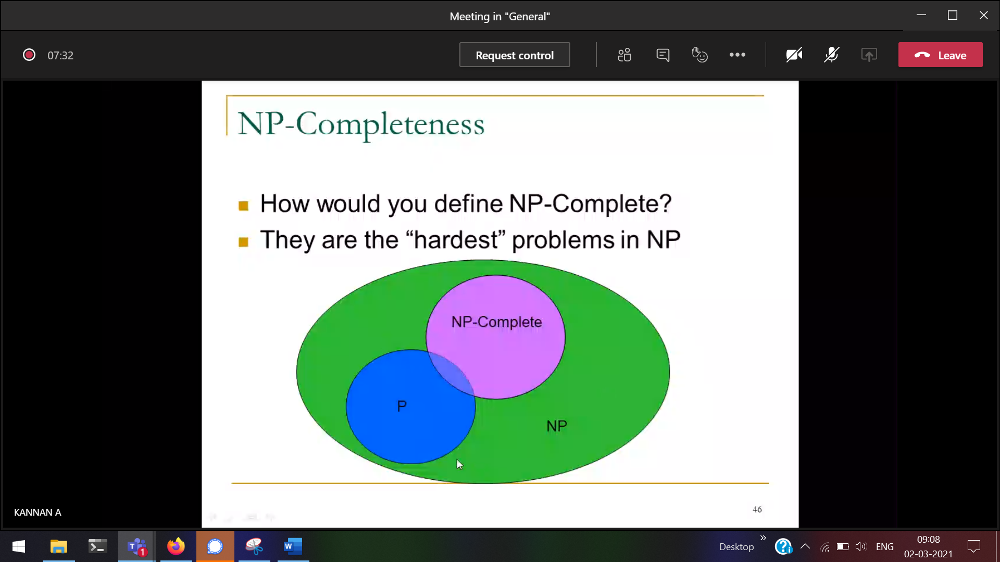 Meeting in "General"
07:32
Request control
Leave
NP-Completeness
How would you define NP-Complete?
They are the “hardest” problems in NP
NP-Complete
P
NP
46
KANNAN A
Desktop
ENG
09:08
02-03-2021
T
1
W